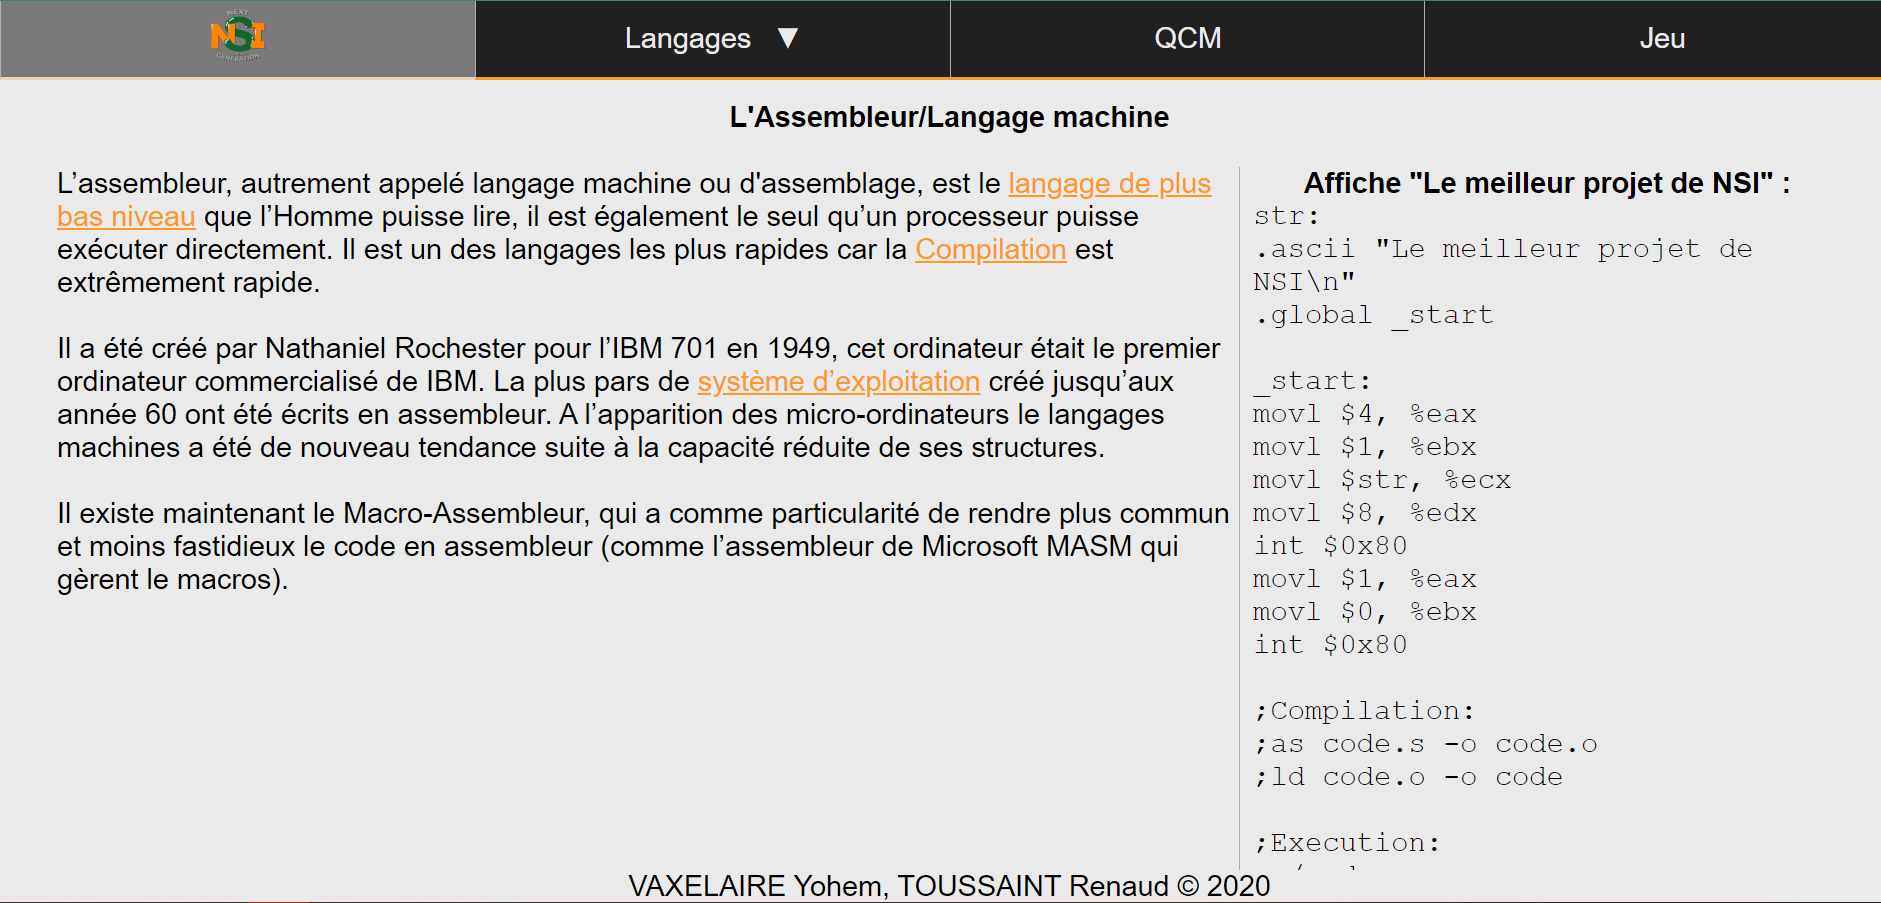 NEXT
NSI
GENERATION
Langages ▼
QCM
Jeu
L'Assembleur/Langage machine
L’assembleur, autrement appelé langage machine ou d'assemblage, est le langage de plus
bas niveau que l’Homme puisse lire, il est également le seul qu’un processeur puisse
exécuter directement. Il est un des langages les plus rapides car la Compilation est
extrêmement rapide.
Il a été créé par Nathaniel Rochester pour l’IBM 701 en 1949, cet ordinateur était le premier
ordinateur commercialisé de IBM. La plus pars de système d’exploitation créé jusqu’aux
année 60 ont été écrits en assembleur. A l’apparition des micro-ordinateurs le langages
machines a été de nouveau tendance suite à la capacité réduite de ses structures.
Il existe maintenant le Macro-Assembleur, qui a comme particularité de rendre plus commun
et moins fastidieux le code en assembleur (comme l’assembleur de Microsoft MASM qui
gèrent le macros).
Affiche "Le meilleur projet de NSI" :
str:
.ascii "Le meilleur projet de
NSI\n"
.global _start
_start:
movl $4, %eax
movl $1, %ebx
movl $str, %ecx
movl $8, %edx
int $0x80
movl $1, %eax
movl $0, %ebx
int $0x80
;Compilation:
;as code.s -o code.o
;ld code.o -o code
;Execution:
VAXELAIRE Yohem, TOUSSAINT Renaud © 2020